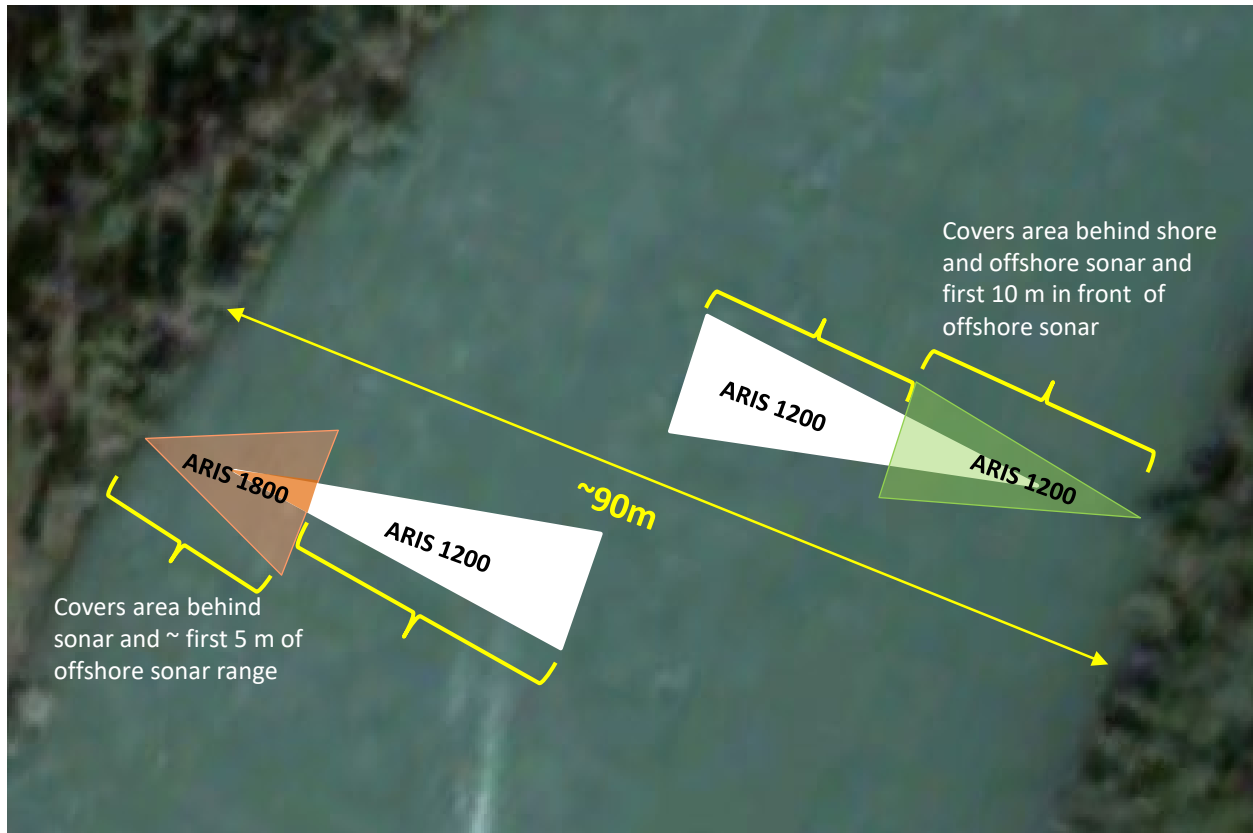 Covers area behind shore
and offshore sonar and
first 10 m in front  of
offshore sonar
ARIS 1200
ARIS 1200
ARIS 1800
ARIS 1200
~90m
Covers area behind
sonar and ~ first 5 m of
offshore sonar range